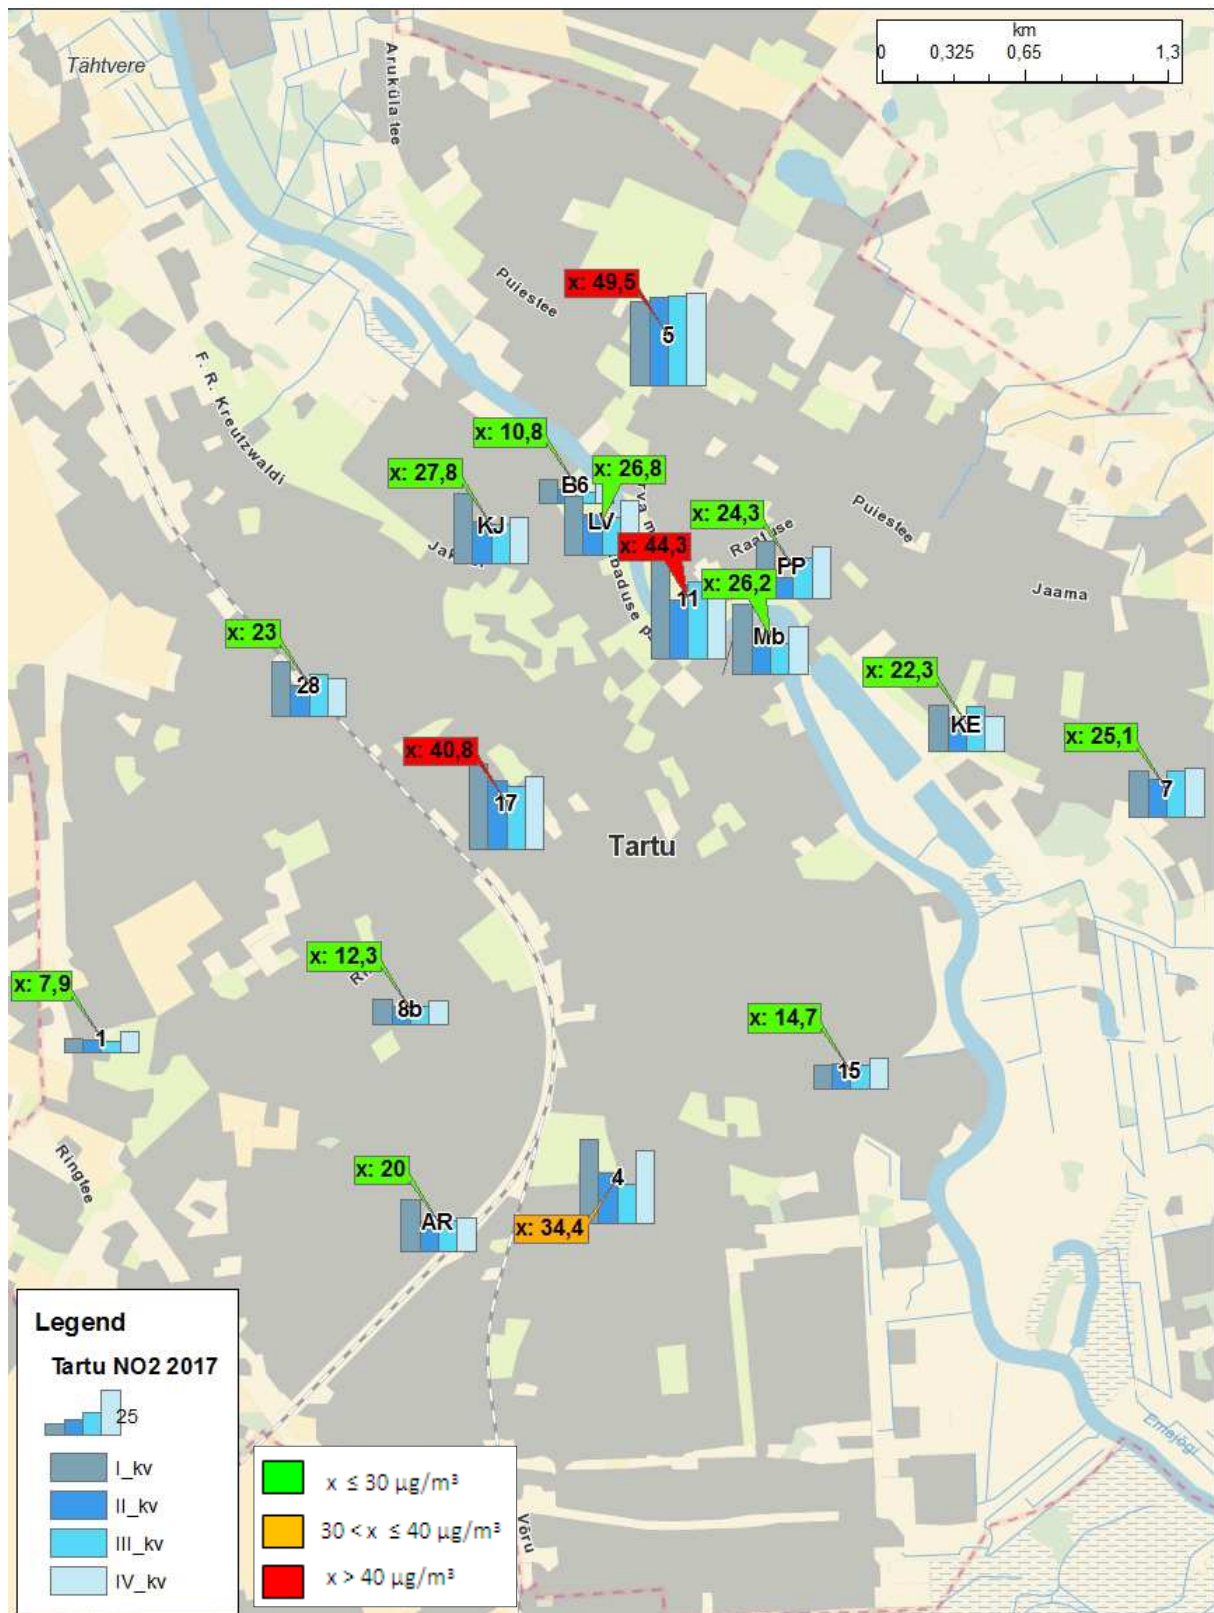 km
0 0,325 0,65 1,3
Tähtvere
Aruküla tee
Puiestee
x: 49,5
5
F. R. Kreutzwaldi
x: 10,8
B6
x: 27,8
KJ
x: 26,8
LV
x: 24,3
PP
Puiestee
Raatuse
x: 44,3
11
x: 26,2
Mb
Jaama
x: 23
28
x: 22,3
KE
x: 25,1
7
x: 40,8
17
Tartu
x: 12,3
8b
x: 7,9
1
x: 14,7
15
Ringtee
x: 20
AR
4
x: 34,4
Emajõgi
Võru
Legend
Tartu NO2 2017
25
I_kv
II_kv
III_kv
IV_kv
x ≤ 30 µg/m³
30 < x ≤ 40 µg/m³
x > 40 µg/m³